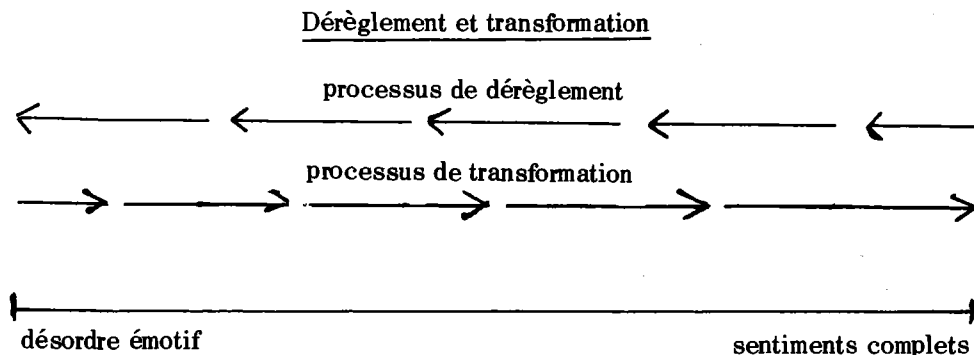 Dérèglement et transformation
processus de dérèglement
processus de transformation
désordre émotif
sentiments complets